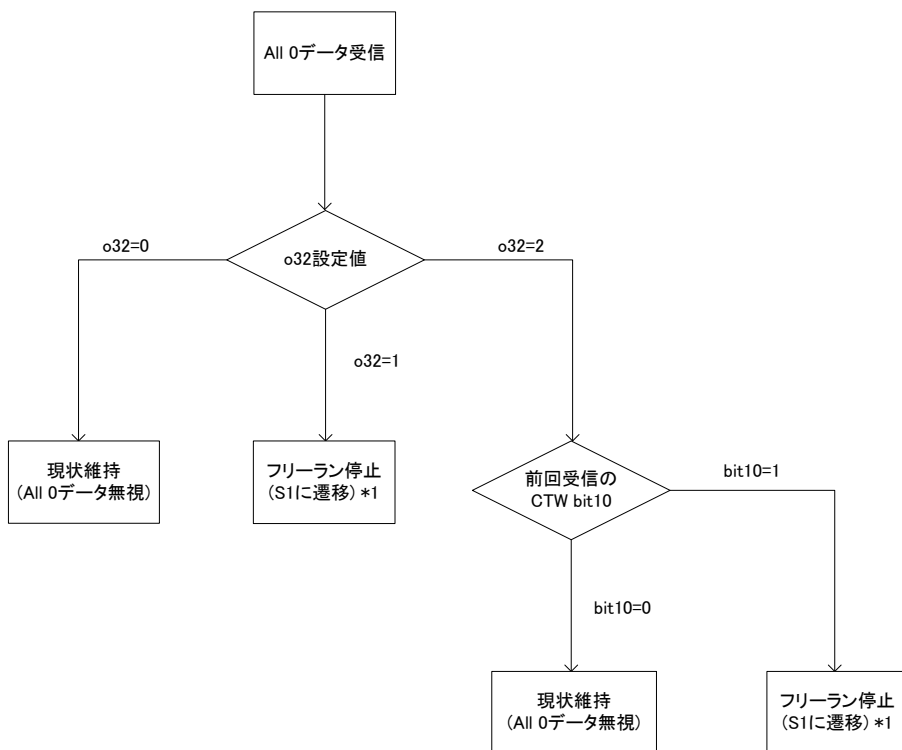 All 0データ受信
o32=0
o32設定値
o32=2
o32=1
現状維持
(All 0データ無視)
フリーラン停止
(S1に遷移) *1
前回受信の
CTW bit10
bit10=1
bit10=0
現状維持
(All 0データ無視)
フリーラン停止
(S1に遷移) *1